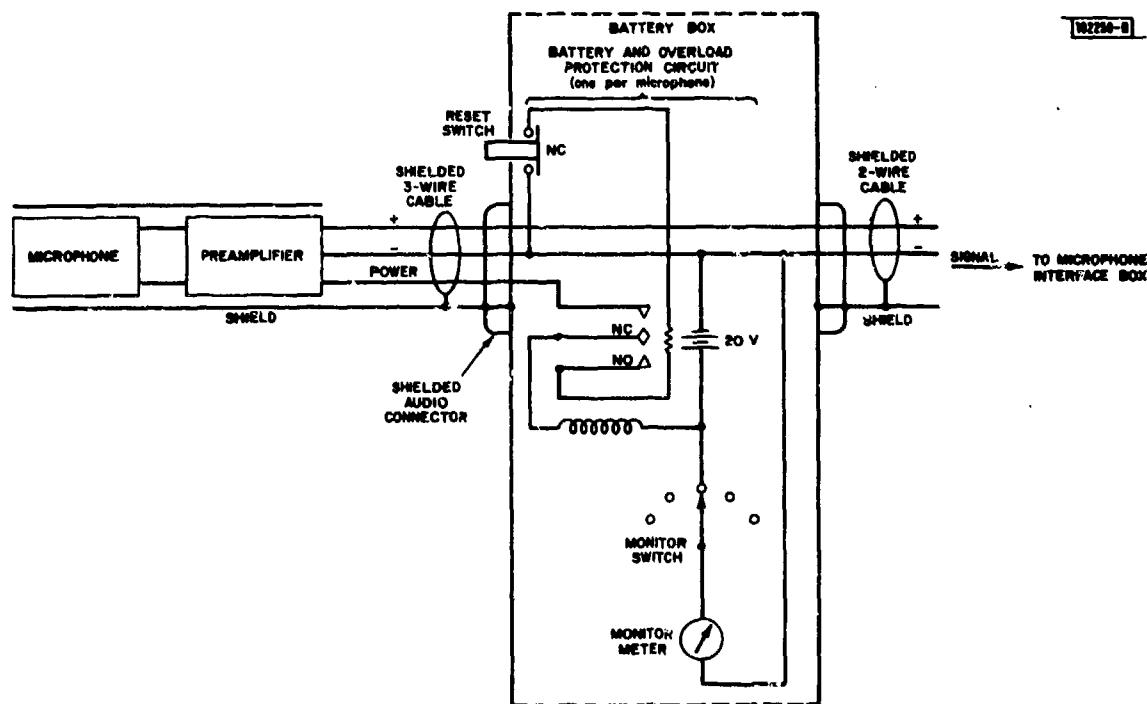 102250-B
BATTERY BOX
BATTERY AND OVERLOAD
PROTECTION CIRCUIT
(one per microphone)
RESET
SWITCH
NC
SHIELDED
3-WIRE
CABLE
SHIELDED
2-WIRE
CABLE
+
+
-
-
MICROPHONE
PREAMPLIFIER
POWER
SIGNAL
TO MICROPHONE
INTERFACE BOX
SHIELD
SHIELD
NC
20 V
NO
SHIELDED
AUDIO
CONNECTOR
MONITOR
SWITCH
MONITOR
METER